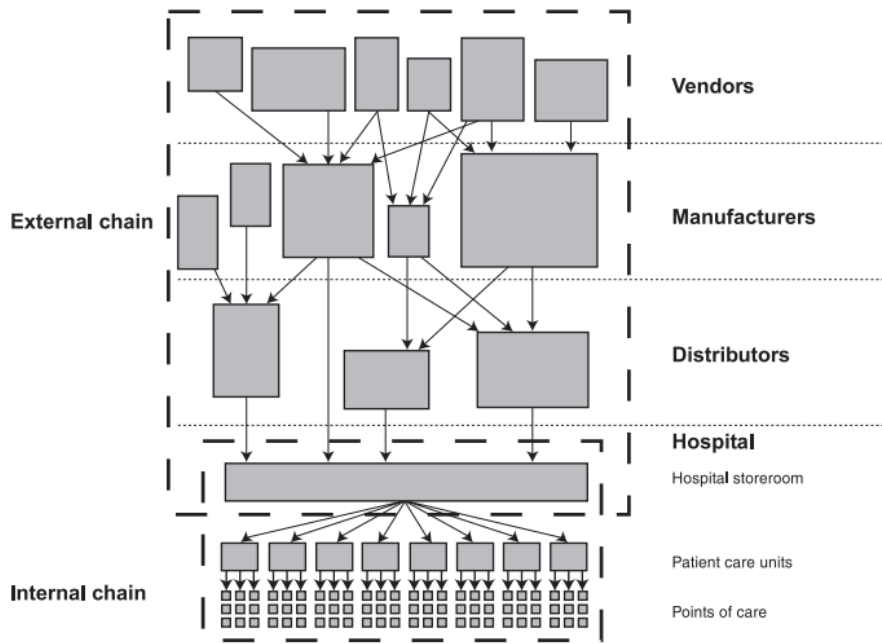 Vendors
External chain
Manufacturers
Distributors
Hospital
Hospital storeroom
Patient care units
Internal chain
Points of care